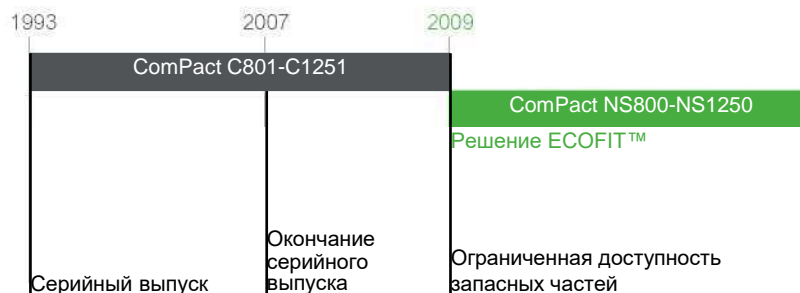 1993 2007 2009
ComPact C801-C1251
ComPact NS800-NS1250
Решение ECOFIT™
Окончание
серийного
выпуска
Серийный выпуск
Ограниченная доступность
запасных частей